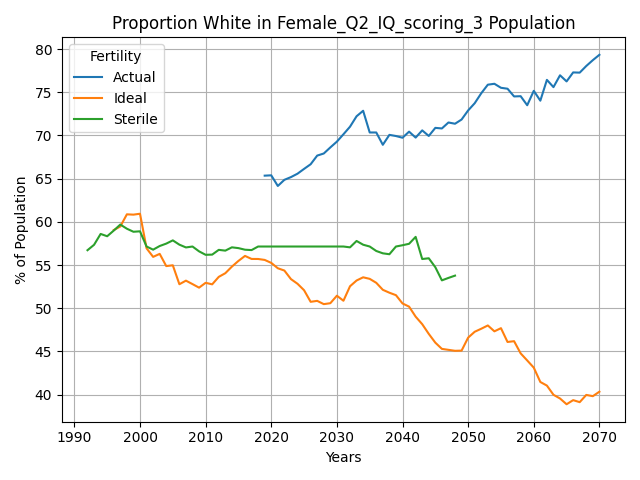 Proportion White in Female_Q2_IQ_scoring_3 Population
% of Population
80
75
70
65
60
55
50
45
40
Fertility
Actual
Ideal
Sterile
1990 2000 2010 2020 2030 2040 2050 2060 2070
Years